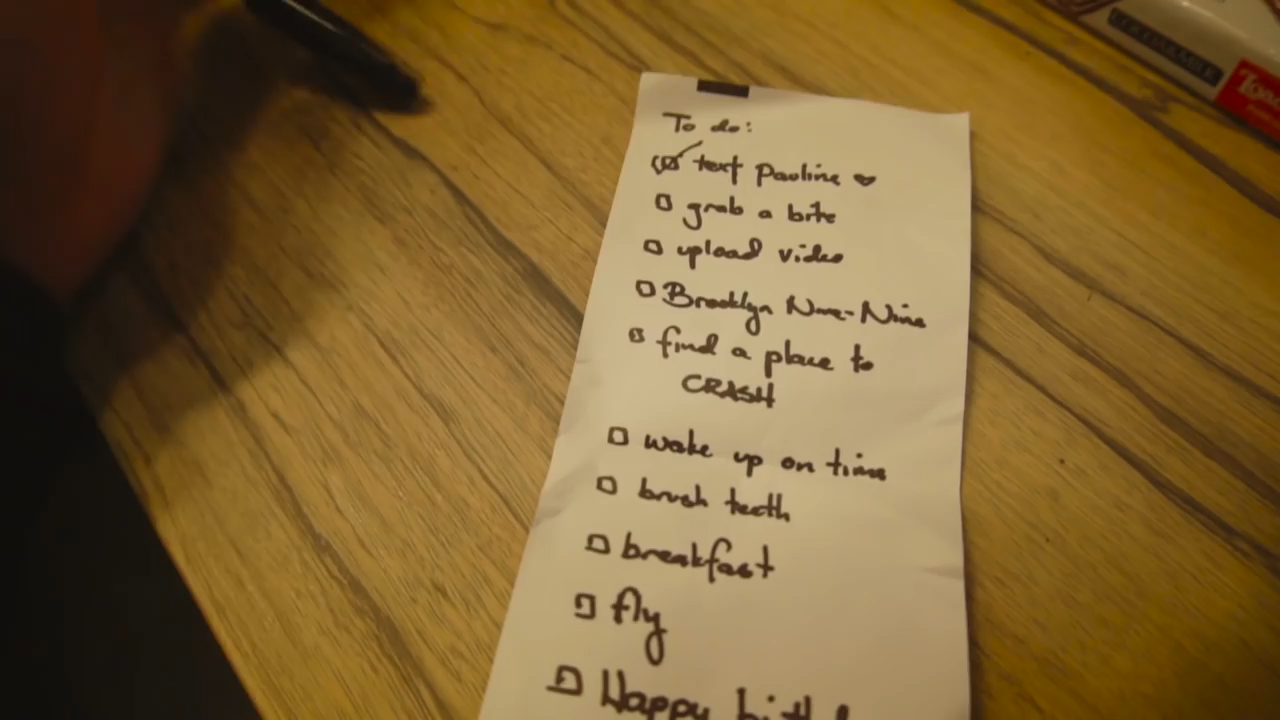 To do:
text Pauline
grab a bite
upload video
Brooklyn Nine-Nine
find a place to
CRASH
wake up on time
brush teeth
breakfast
fly
Happy